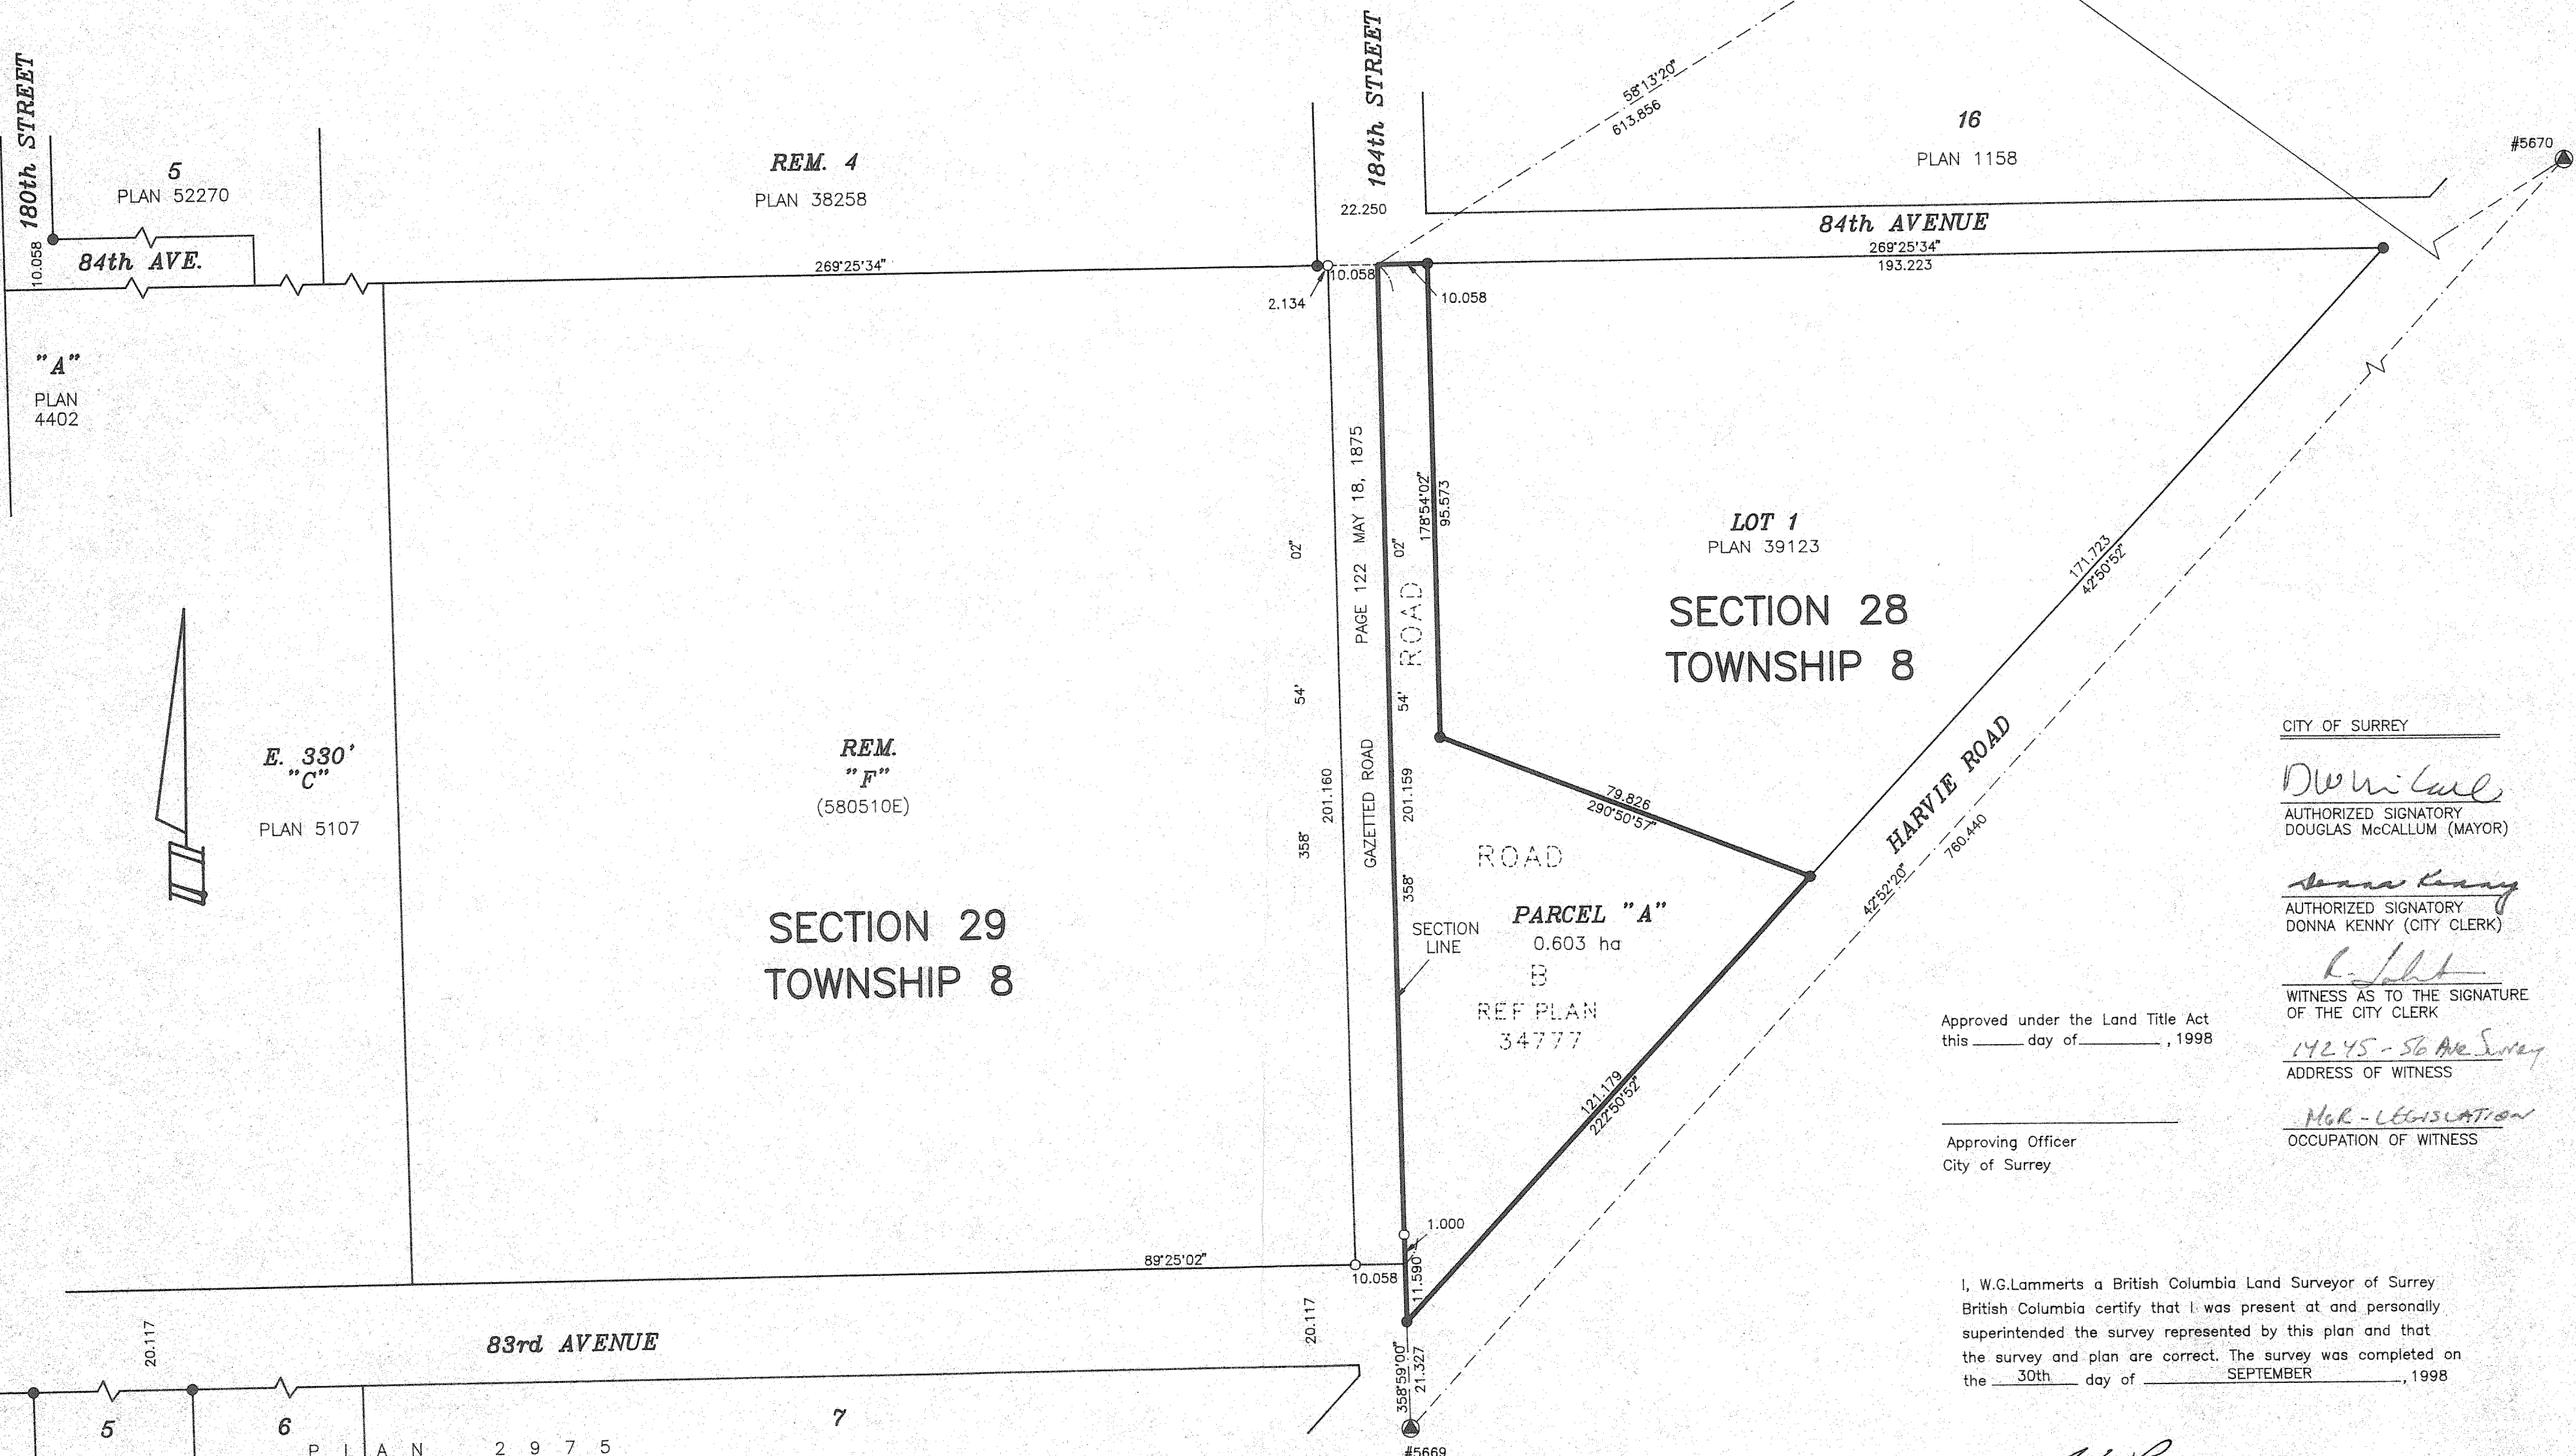 180th STREET
184th STREET
5
PLAN 52270
10.058
84th AVE.
REM. 4
PLAN 38258
22.250
58°13'20"
613.856
16
PLAN 1158
#5670
84th AVENUE
269°25'34"
193.223
269°25'34"
10.058
2.134
10.058
"A"
PLAN
4402
PAGE 122 MAY 18, 1875
GAZETTED ROAD
358° 54' 02"
201.160
358° 54' 02"
201.159
ROAD
178°54'02"
95.573
LOT 1
PLAN 39123
SECTION 28
TOWNSHIP 8
171.723
42°50'52"
E. 330'
"C"
PLAN 5107
REM.
"F"
(580510E)
SECTION 29
TOWNSHIP 8
79.826
290°50'57"
HARVIE ROAD
42°52'20"
760.440
ROAD
PARCEL "A"
0.603 ha
SECTION
LINE
B
REF PLAN
34777
121.179
222°50'52"
1.000
89°25'02"
10.058
11.590
20.117
20.117
83rd AVENUE
358°59'00"
21.327
#5669
5
6
7
PLAN 2975
CITY OF SURREY
AUTHORIZED SIGNATORY
DOUGLAS McCALLUM (MAYOR)
Donna Kenny
AUTHORIZED SIGNATORY
DONNA KENNY (CITY CLERK)
WITNESS AS TO THE SIGNATURE
OF THE CITY CLERK
14245 - 56 Ave Surrey
ADDRESS OF WITNESS
MGR - LEGISLATION
OCCUPATION OF WITNESS
Approved under the Land Title Act
this day of , 1998
Approving Officer
City of Surrey
I, W.G.Lammerts a British Columbia Land Surveyor of Surrey
British Columbia certify that I was present at and personally
superintended the survey represented by this plan and that
the survey and plan are correct. The survey was completed on
the 30th day of SEPTEMBER , 1998